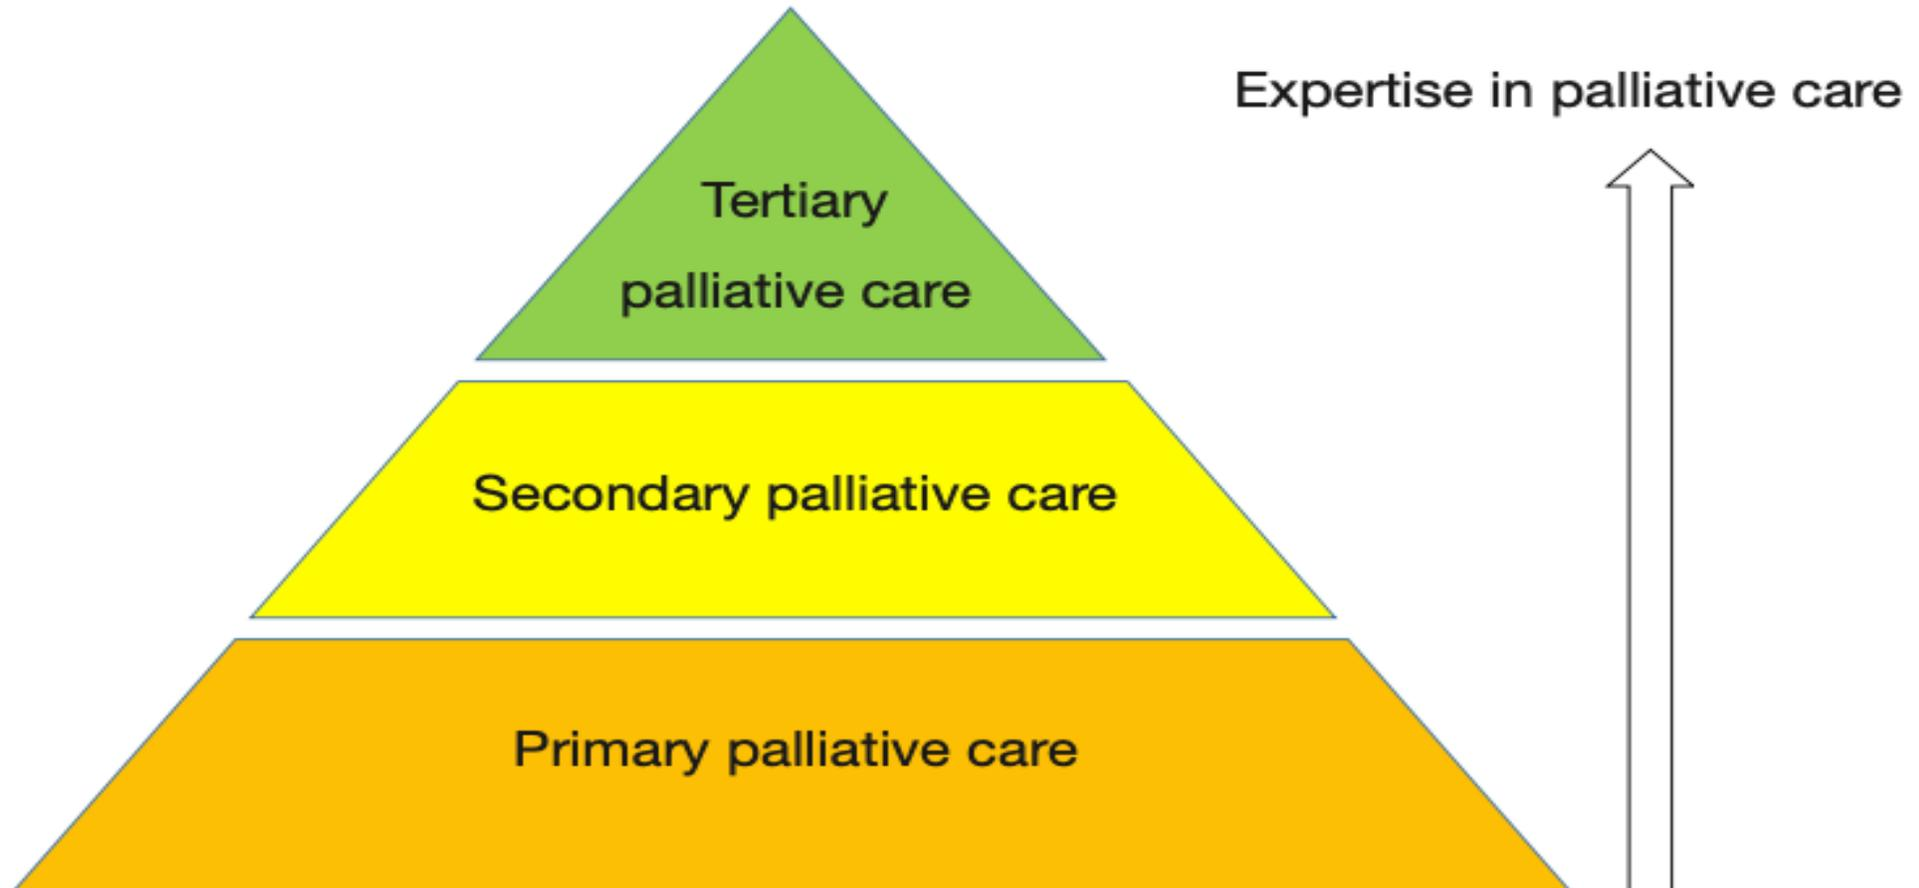 Expertise in palliative care
Tertiary
palliative care
Secondary palliative care
Primary palliative care